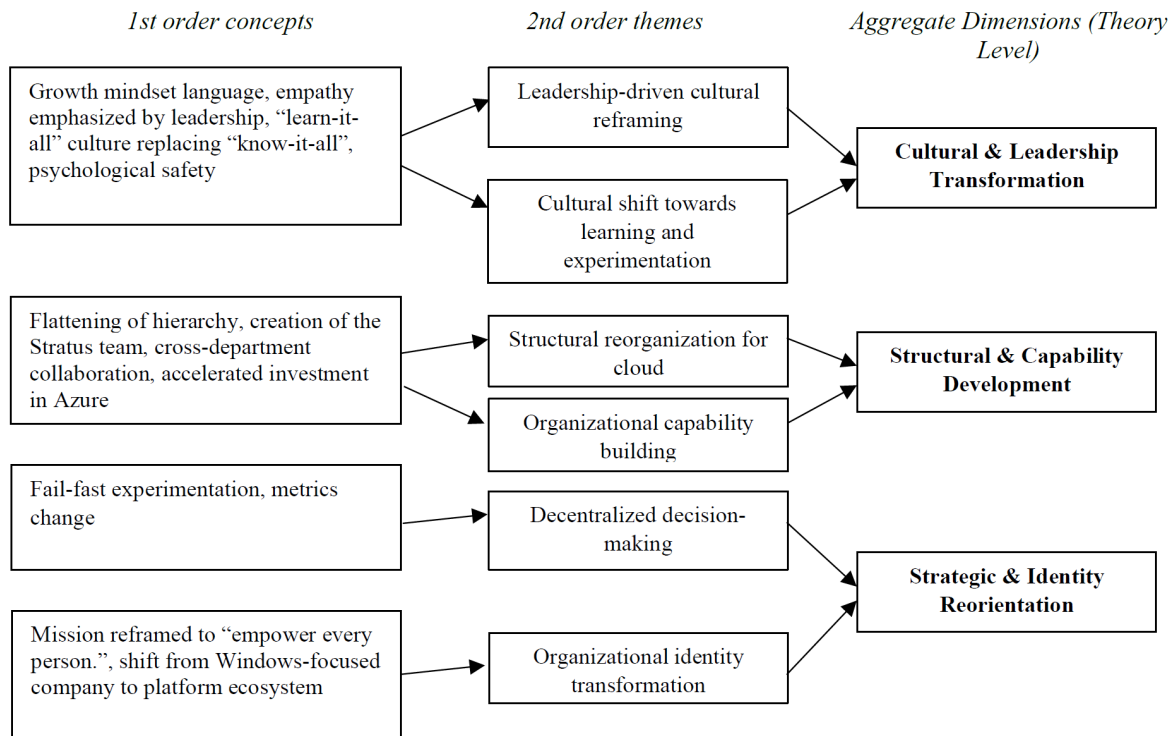 1st order concepts
2nd order themes
Aggregate Dimensions (Theory
Level)
Growth mindset language, empathy
emphasized by leadership, “learn-it-
all” culture replacing “know-it-all”,
psychological safety
Leadership-driven cultural
reframing
Cultural shift towards
learning and
experimentation
Cultural & Leadership
Transformation
Flattening of hierarchy, creation of the
Stratus team, cross-department
collaboration, accelerated investment
in Azure
Structural reorganization for
cloud
Organizational capability
building
Structural & Capability
Development
Fail-fast experimentation, metrics
change
Decentralized decision-
making
Strategic & Identity
Reorientation
Mission reframed to “empower every
person.”, shift from Windows-focused
company to platform ecosystem
Organizational identity
transformation